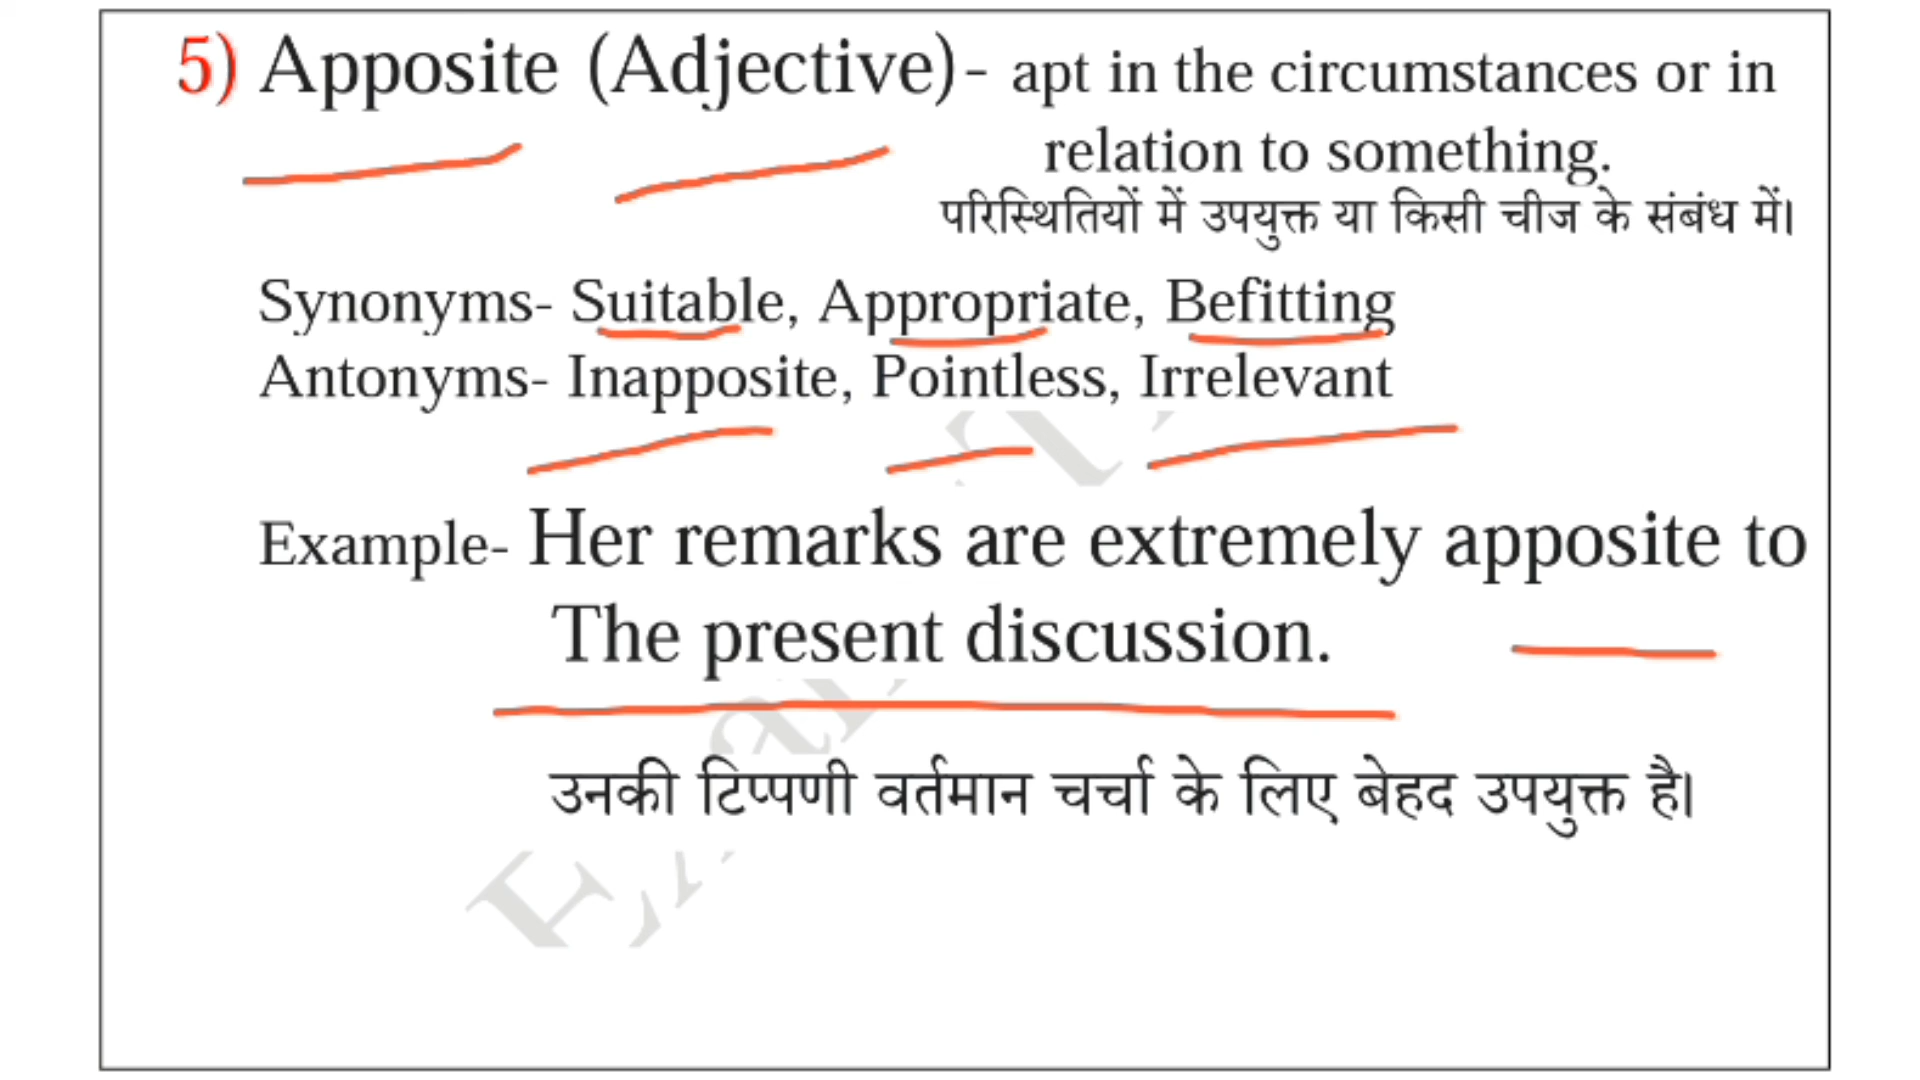 5) Apposite (Adjective)- apt in the circumstances or in
relation to something.
परिस्थितियों में उपयुक्त या किसी चीज के संबंध में।
Synonyms- Suitable, Appropriate, Befitting
Antonyms- Inapposite, Pointless, Irrelevant
Example- Her remarks are extremely apposite to
The present discussion.
उनकी टिप्पणी वर्तमान चर्चा के लिए बेहद उपयुक्त है।